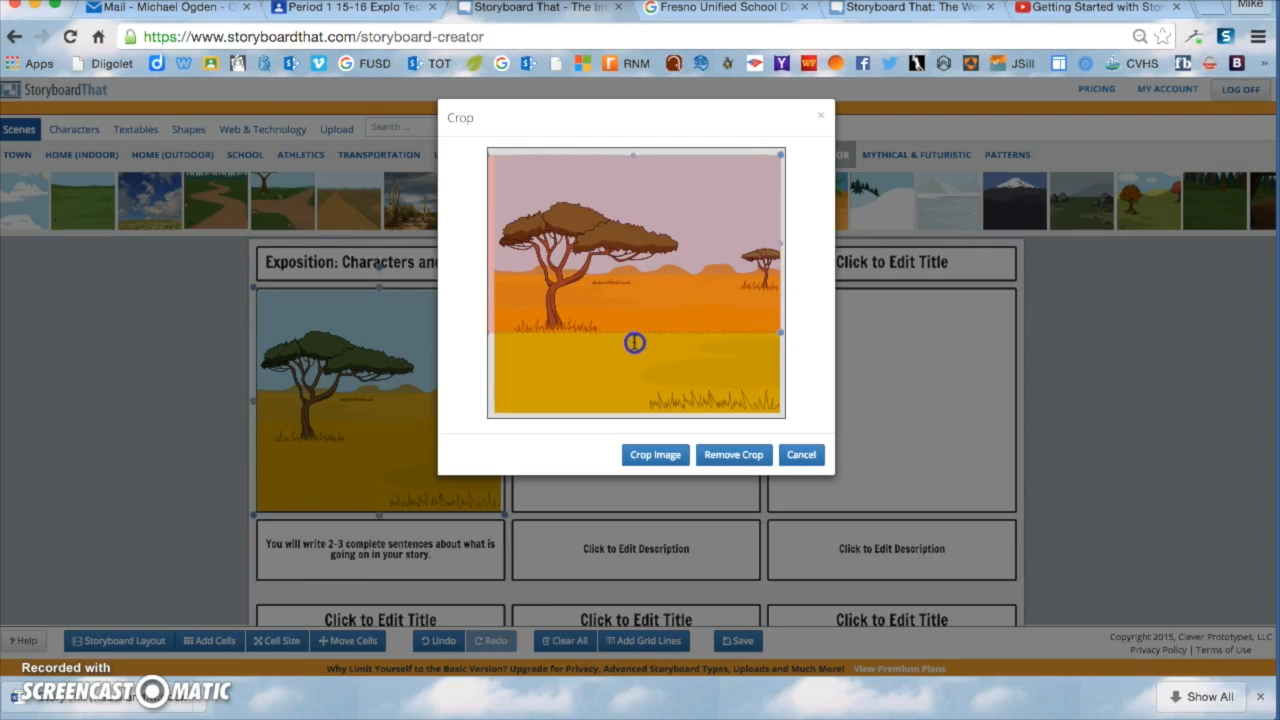 Mail - Michael Ogden - C
Period 1 15-16 Explo Tec
Storyboard That - The In
Fresno Unified School Di
Storyboard That: The Wo
Getting Started with Stor
Mike
https://www.storyboardthat.com/storyboard-creator
Apps
Diigolet
FUSD
TOT
RNM
JSill
CVHS
StoryboardThat
PRICING
MY ACCOUNT
LOG OFF
Scenes
Characters
Textables
Shapes
Web & Technology
Upload
Search ...
TOWN
HOME (INDOOR)
HOME (OUTDOOR)
SCHOOL
ATHLETICS
TRANSPORTATION
OR
MYTHICAL & FUTURISTIC
PATTERNS
Crop
×
Exposition: Characters an
Click to Edit Title
Crop Image
Remove Crop
Cancel
You will write 2-3 complete sentences about what is
going on in your story.
Click to Edit Description
Click to Edit Description
Click to Edit Title
Click to Edit Title
Click to Edit Title
? Help
Storyboard Layout
Add Cells
Cell Size
Move Cells
Undo
Redo
Clear All
Add Grid Lines
Save
Copyright 2015, Clever Prototypes, LLC
Privacy Policy | Terms of Use
Why Limit Yourself to the Basic Version? Upgrade for Privacy, Advanced Storyboard Types, Uploads and Much More! View Premium Plans
Recorded with
SCREENCAST-O-MATIC
Show All